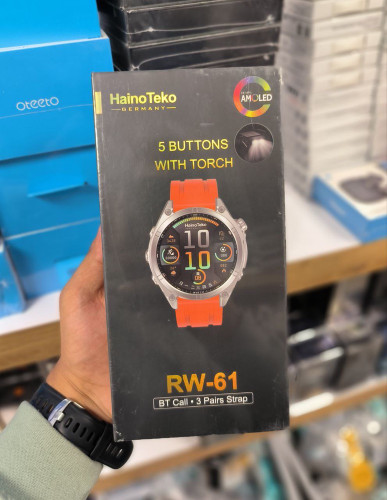 oteeto
HainoTeko
GERMANY
AMOLED
5 BUTTONS
WITH TORCH
HainoTeko
10
10
RW-61
BT Call • 3 Pairs Strap